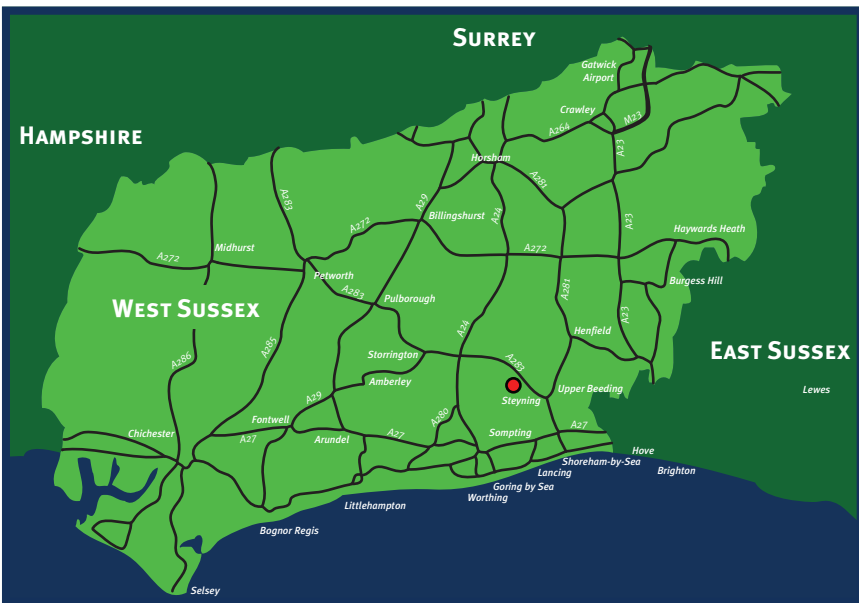 SURREY
Gatwick
Airport
HAMPSHIRE
Crawley
M23
A264
A23
Horsham
A281
A283
A29
A24
Billingshurst
A23
A272
Haywards Heath
Midhurst
A272
A272
Petworth
Burgess Hill
A283
A281
Pulborough
WEST SUSSEX
A23
A24
Henfield
A285
A286
Storrington
A283
EAST SUSSEX
Amberley
Upper Beeding
Lewes
Steyning
A29
A280
Fontwell
A27
Chichester
A27
Arundel
A27
Sompting
Hove
Shoreham-by-Sea
Brighton
Lancing
Goring by Sea
Worthing
Littlehampton
Bognor Regis
Selsey